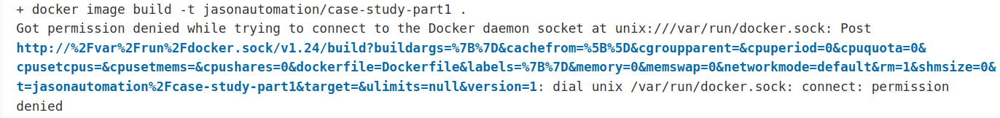 + docker image build -t jasonautomation/case-study-part1 .
Got permission denied while trying to connect to the Docker daemon socket at unix:///var/run/docker.sock: Post
http://%2Fvar%2Frun%2Fdocker.sock/v1.24/build?buildargs=%7B%7D&cachefrom=%5B%5D&cgroupparent=&cpuperiod=0&cpuquota=0&
cpusetcpus=&cpusetmems=&cpushares=0&dockerfile=Dockerfile&labels=%7B%7D&memory=0&memswap=0&networkmode=default&rm=1&shmsize=0&
t=jasonautomation%2Fcase-study-part1&target=&ulimits=null&version=1: dial unix /var/run/docker.sock: connect: permission
denied